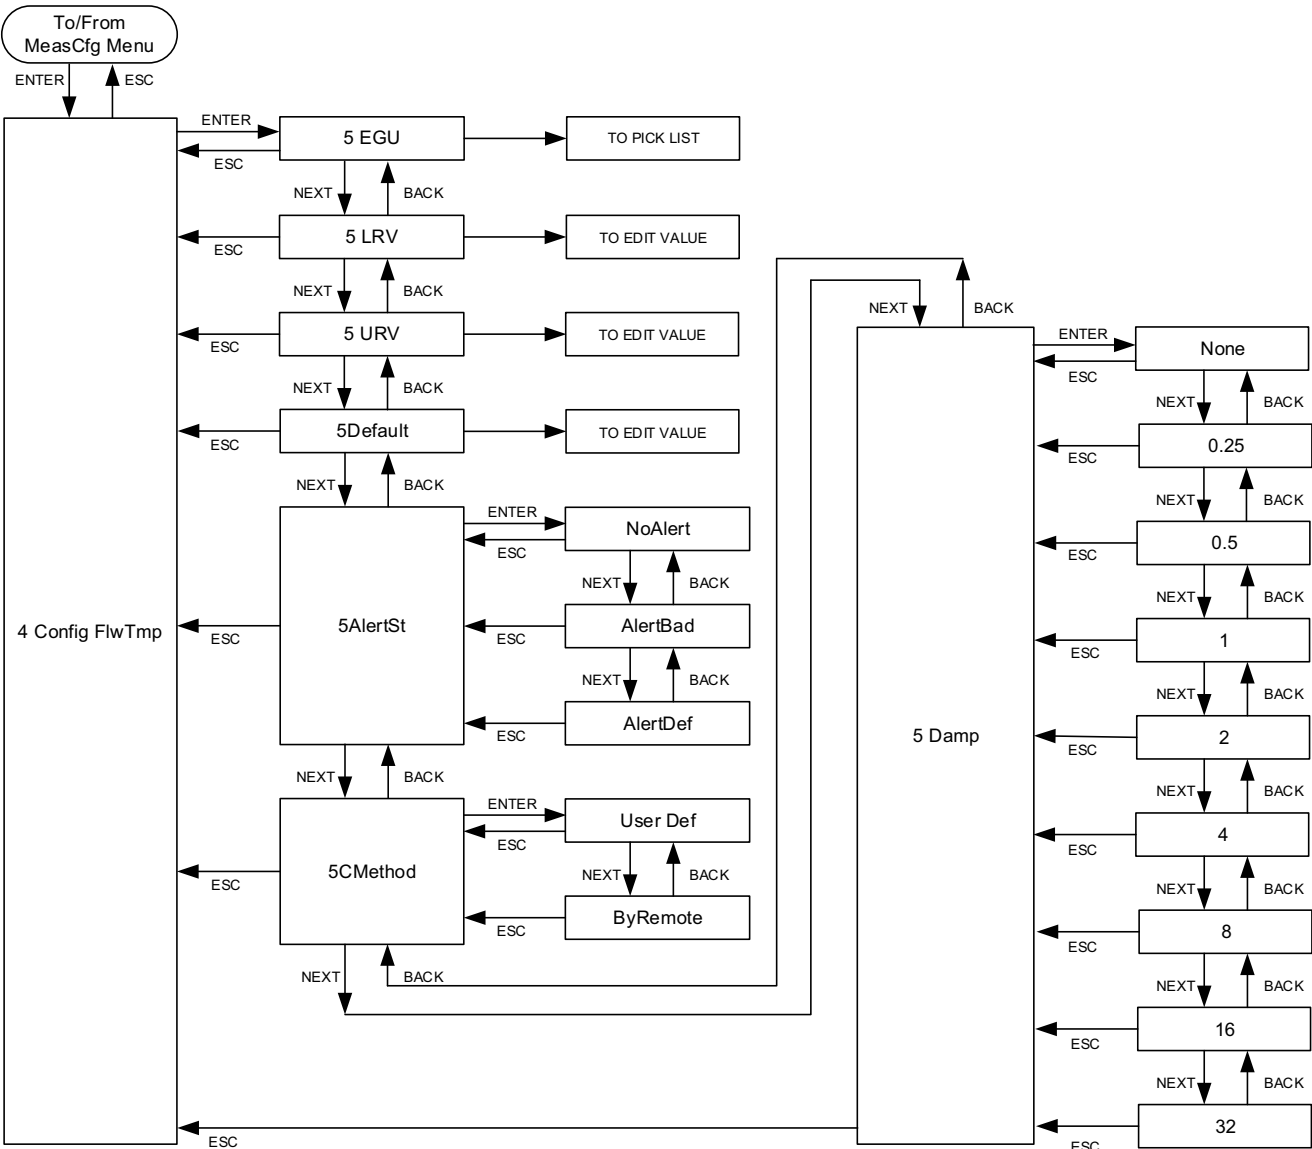 To/From
MeasCfg Menu
ENTER
ESC
4 Config FlwTmp
ENTER
ESC
5 EGU
TO PICK LIST
NEXT
BACK
ESC
5 LRV
TO EDIT VALUE
NEXT
BACK
ESC
5 URV
TO EDIT VALUE
NEXT
BACK
ESC
5Default
TO EDIT VALUE
NEXT
BACK
ESC
5AlertSt
ENTER
ESC
NoAlert
NEXT
BACK
ESC
AlertBad
NEXT
BACK
ESC
AlertDef
NEXT
BACK
ESC
5CMethod
ENTER
ESC
User Def
NEXT
BACK
ESC
ByRemote
NEXT
BACK
NEXT
BACK
5 Damp
ESC
ENTER
ESC
None
NEXT
BACK
ESC
0.25
NEXT
BACK
ESC
0.5
NEXT
BACK
ESC
1
NEXT
BACK
ESC
2
NEXT
BACK
ESC
4
NEXT
BACK
ESC
8
NEXT
BACK
ESC
16
NEXT
BACK
ESC
32